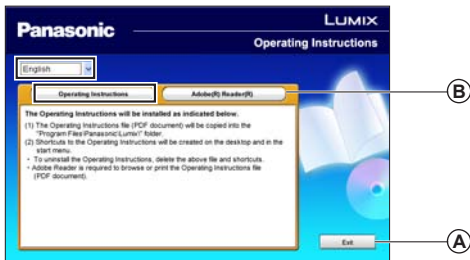 Panasonic
LUMIX
Operating Instructions
English
Operating Instructions
Adobe(R) Reader(R)
B
The Operating Instructions will be installed as indicated below.
(1) The Operating Instructions file (PDF document) will be copied into the
"Program Files\Panasonic\Lumix\" folder.
(2) Shortcuts to the Operating Instructions will be created on the desktop and in the
start menu.
・ To uninstall the Operating Instructions, delete the above file and shortcuts.
・ Adobe Reader is required to browse or print the Operating Instructions file
(PDF document).
Exit
A